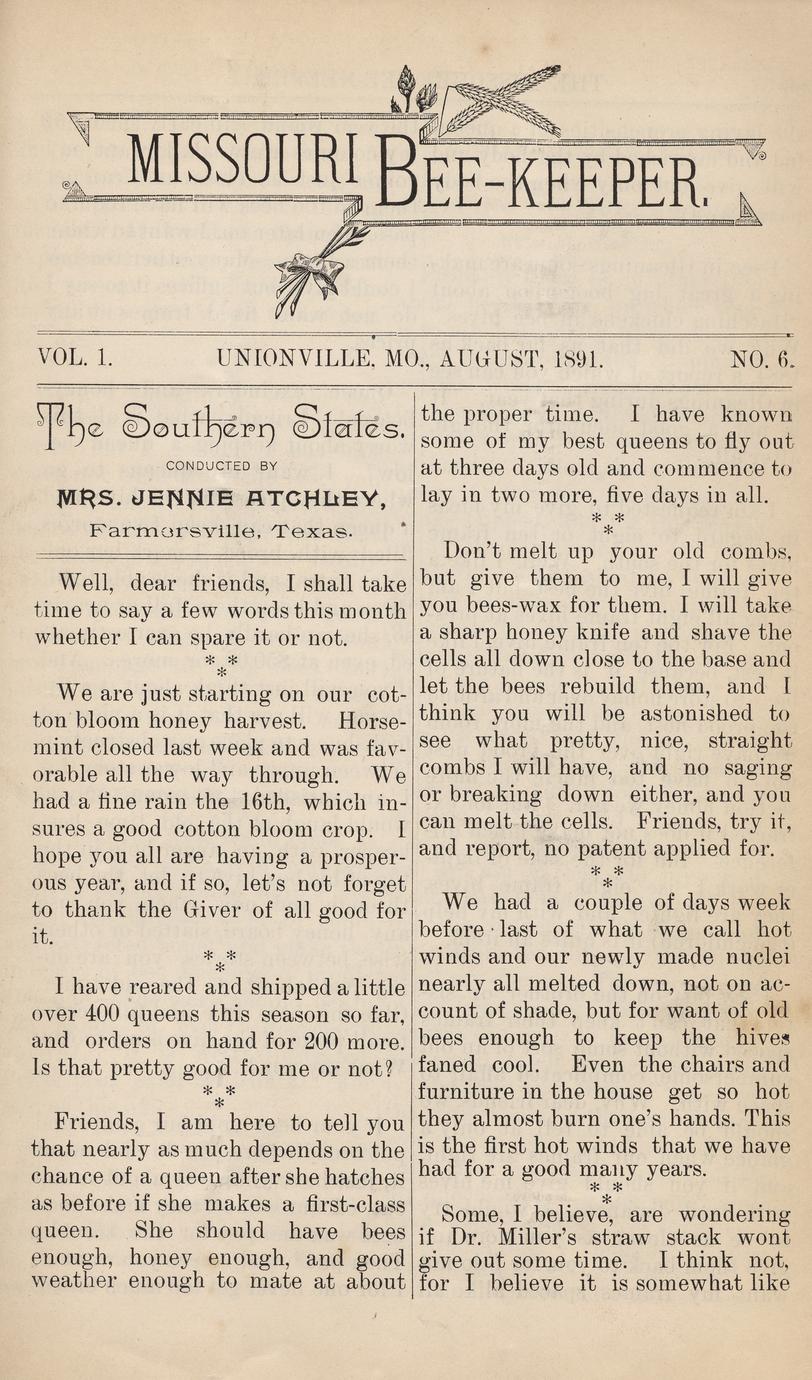 MISSOURI BEE-KEEPER.
VOL. 1. UNIONVILLE, MO., AUGUST, 1891. NO. 6.
The Southern States.
CONDUCTED BY
MRS. JENNIE ATCHLEY,
Farmersville, Texas.
Well, dear friends, I shall take
time to say a few words this month
whether I can spare it or not.
* *
*
We are just starting on our cot-
ton bloom honey harvest. Horse-
mint closed last week and was fav-
orable all the way through. We
had a fine rain the 16th, which in-
sures a good cotton bloom crop. I
hope you all are having a prosper-
ous year, and if so, let's not forget
to thank the Giver of all good for
it.
* *
*
I have reared and shipped a little
over 400 queens this season so far,
and orders on hand for 200 more.
Is that pretty good for me or not?
* *
*
Friends, I am here to tell you
that nearly as much depends on the
chance of a queen after she hatches
as before if she makes a first-class
queen. She should have bees
enough, honey enough, and good
weather enough to mate at about
the proper time. I have known
some of my best queens to fly out
at three days old and commence to
lay in two more, five days in all.
* *
*
Don't melt up your old combs,
but give them to me, I will give
you bees-wax for them. I will take
a sharp honey knife and shave the
cells all down close to the base and
let the bees rebuild them, and I
think you will be astonished to
see what pretty, nice, straight
combs I will have, and no saging
or breaking down either, and you
can melt the cells. Friends, try it,
and report, no patent applied for.
* *
*
We had a couple of days week
before last of what we call hot
winds and our newly made nuclei
nearly all melted down, not on ac-
count of shade, but for want of old
bees enough to keep the hives
faned cool. Even the chairs and
furniture in the house get so hot
they almost burn one's hands. This
is the first hot winds that we have
had for a good many years.
* *
*
Some, I believe, are wondering
if Dr. Miller's straw stack wont
give out some time. I think not,
for I believe it is somewhat like